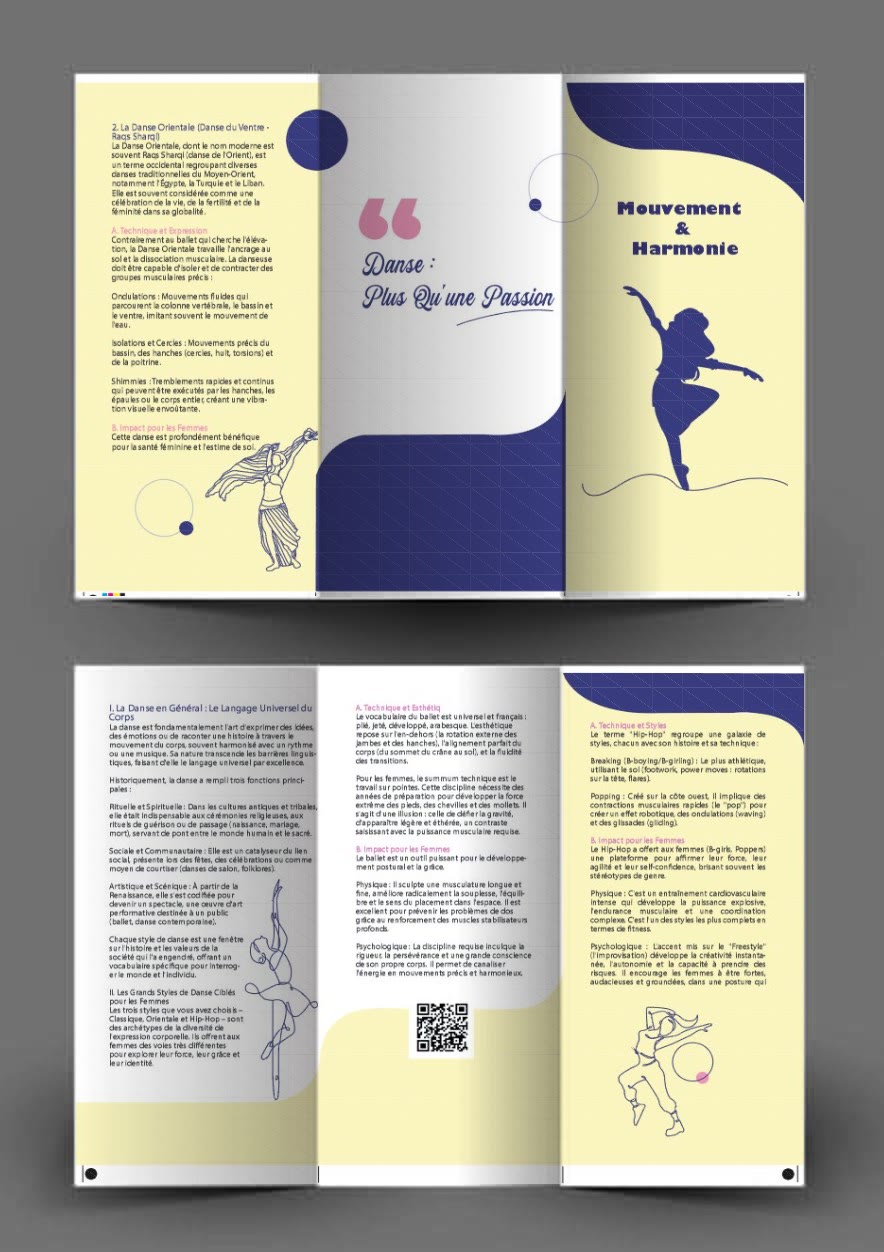 2. La Danse Orientale (Danse du Ventre -
Raqs Sharqi)
La Danse Orientale, dont le nom moderne est
souvent Raqs Sharqi (danse de l'Orient), est
un terme occidental regroupant diverses
danses traditionnelles du Moyen-Orient,
notamment l'Égypte, la Turquie et le Liban.
Elle est souvent considérée comme une
célébration de la vie, de la fertilité et de la
féminité dans sa globalité.
A. Technique et Expression
Contrairement au ballet qui cherche l'éléva-
tion, la Danse Orientale travaille l'ancrage au
sol et la dissociation musculaire. La danseuse
doit être capable d'isoler et de contracter des
groupes musculaires précis :
Ondulations : Mouvements fluides qui
parcourent la colonne vertébrale, le bassin et
le ventre, imitant souvent le mouvement de
l'eau.
Isolations et Cercles : Mouvements précis du
bassin, des hanches (cercles, huit, torsions) et
de la poitrine.
Shimmies : Tremblements rapides et continus
qui peuvent être exécutés par les hanches, les
épaules ou le corps entier, créant une vibra-
tion visuelle envoûtante.
B. Impact pour les Femmes
Cette danse est profondément bénéfique
pour la santé féminine et l'estime de soi.
Danse :
Plus Qu'une Passion
Mouvement
&
Harmonie
I. La Danse en Général : Le Langage Universel du
Corps
La danse est fondamentalement l'art d'exprimer des idées,
des émotions ou de raconter une histoire à travers le
mouvement du corps, souvent harmonisé avec un rythme
ou une musique. Sa nature transcende les barrières linguis-
tiques, faisant d'elle le langage universel par excellence.
Historiquement, la danse a rempli trois fonctions princi-
pales :
Rituelle et Spirituelle : Dans les cultures antiques et tribales,
elle était indispensable aux cérémonies religieuses, aux
rituels de guérison ou de passage (naissance, mariage,
mort), servant de pont entre le monde humain et le sacré.
Sociale et Communautaire : Elle est un catalyseur du lien
social, présente lors des fêtes, des célébrations ou comme
moyen de courtiser (danses de salon, folklores).
Artistique et Scénique : À partir de la
Renaissance, elle s'est codifiée pour
devenir un spectacle, une œuvre d'art
performative destinée à un public
(ballet, danse contemporaine).
Chaque style de danse est une fenêtre
sur l'histoire et les valeurs de la
société qui l'a engendré, offrant un
vocabulaire spécifique pour interrog-
er le monde et l'individu.
II. Les Grands Styles de Danse Ciblés
pour les Femmes
Les trois styles que vous avez choisis –
Classique, Orientale et Hip-Hop – sont
des archétypes de la diversité de
l'expression corporelle. Ils offrent aux
femmes des voies très différentes
pour explorer leur force, leur grâce et
leur identité.
A. Technique et Esthétiq
Le vocabulaire du ballet est universel et français :
plié, jeté, développé, arabesque. L'esthétique
repose sur l'en-dehors (la rotation externe des
jambes et des hanches), l'alignement parfait du
corps (du sommet du crâne au sol), et la fluidité
des transitions.
Pour les femmes, le summum technique est le
travail sur pointes. Cette discipline nécessite des
années de préparation pour développer la force
extrême des pieds, des chevilles et des mollets. Il
s'agit d'une illusion : celle de défier la gravité,
d'apparaître légère et éthérée, un contraste
saisissant avec la puissance musculaire requise.
B. Impact pour les Femmes
Le ballet est un outil puissant pour le développe-
ment postural et la grâce.
Physique : Il sculpte une musculature longue et
fine, améliore radicalement la souplesse, l'équili-
bre et le sens du placement dans l'espace. Il est
excellent pour prévenir les problèmes de dos
grâce au renforcement des muscles stabilisateurs
profonds.
Psychologique : La discipline requise inculque la
rigueur, la persévérance et une grande conscience
de son propre corps. Il permet de canaliser
l'énergie en mouvements précis et harmonieux.
A. Technique et Styles
Le terme "Hip-Hop" regroupe une galaxie de
styles, chacun avec son histoire et sa technique :
Breaking (B-boying/B-girling) : Le plus athlétique,
utilisant le sol (footwork, power moves : rotations
sur la tête, flares).
Popping : Créé sur la côte ouest, il implique des
contractions musculaires rapides (le "pop") pour
créer un effet robotique, des ondulations (waving)
et des glissades (gliding).
B. Impact pour les Femmes
Le Hip-Hop a offert aux femmes (B-girls, Poppers)
une plateforme pour affirmer leur force, leur
agilité et leur self-confidence, brisant souvent les
stéréotypes de genre.
Physique : C'est un entraînement cardiovasculaire
intense qui développe la puissance explosive,
l'endurance musculaire et une coordination
complexe. C'est l'un des styles les plus complets en
termes de fitness.
Psychologique : L'accent mis sur le "Freestyle"
(l'improvisation) développe la créativité instanta-
née, l'autonomie et la capacité à prendre des
risques. Il encourage les femmes à être fortes,
audacieuses et groundées, dans une posture qui